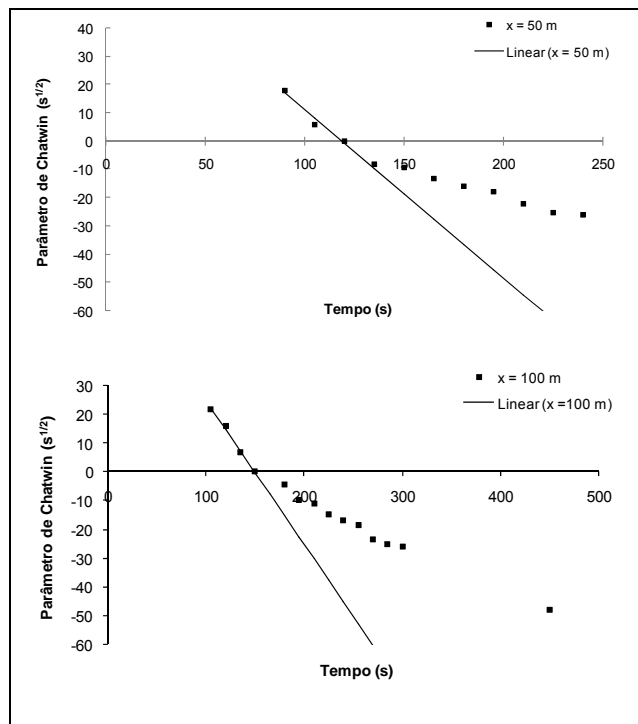 40
30
20
10
0
-10
-20
-30
-40
-50
-60
0 50 100 150 200 250
Parâmetro de Chatwin (s1/2)
Tempo (s)
x = 50 m
Linear (x = 50 m)
30
20
10
0
-10
-20
-30
-40
-50
-60
0 100 200 300 400 500
Parâmetro de Chatwin (s1/2)
Tempo (s)
x = 100 m
Linear (x =100 m)